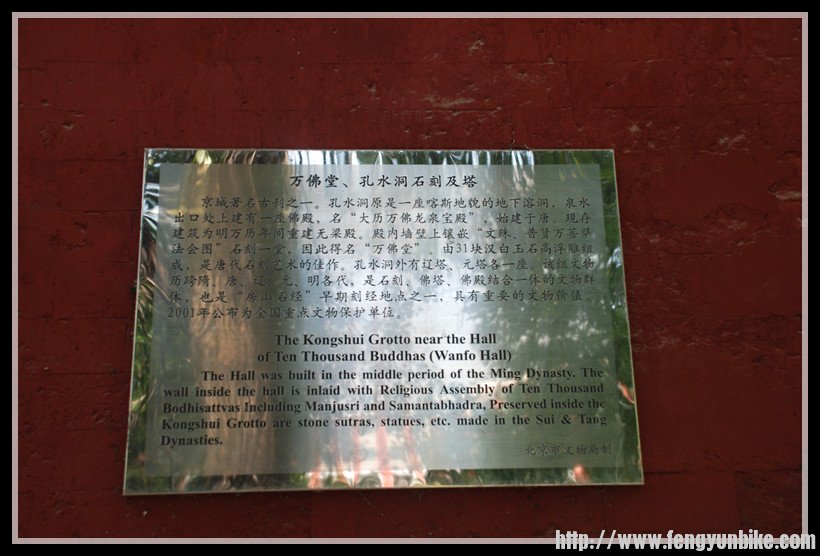 万佛堂、孔水洞石刻及塔
京城著名古刹之一。孔水洞原是一座喀斯地貌的地下溶洞，泉水
出口处上建有一座佛殿，名“大历万佛龙泉宝殿”，始建于唐。现存
建筑为明万历年间重建无梁殿。殿内墙壁上镶嵌“文殊、普贤万菩萨
法会图”石刻一堂，因此得名“万佛堂”。由31块汉白玉石高浮雕组
成，是唐代石刻艺术的佳作。孔水洞外有辽塔、元塔各一座。该组文物
历跨隋、唐、辽、元、明各代，是石刻、佛塔、佛殿结合一体的文物群
体，也是“房山石经”早期刻经地点之一，具有重要的文物价值。
2001年公布为全国重点文物保护单位。
The Kongshui Grotto near the Hall
of Ten Thousand Buddhas (Wanfo Hall)
The Hall was built in the middle period of the Ming Dynasty. The
wall inside the hall is inlaid with Religious Assembly of Ten Thousand
Bodhisattvas Including Manjusri and Samantabhadra, Preserved inside the
Kongshui Grotto are stone sutras, statues, etc. made in the Sui & Tang
Dynasties.
北京市文物局制
http://www.fengyunbike.com